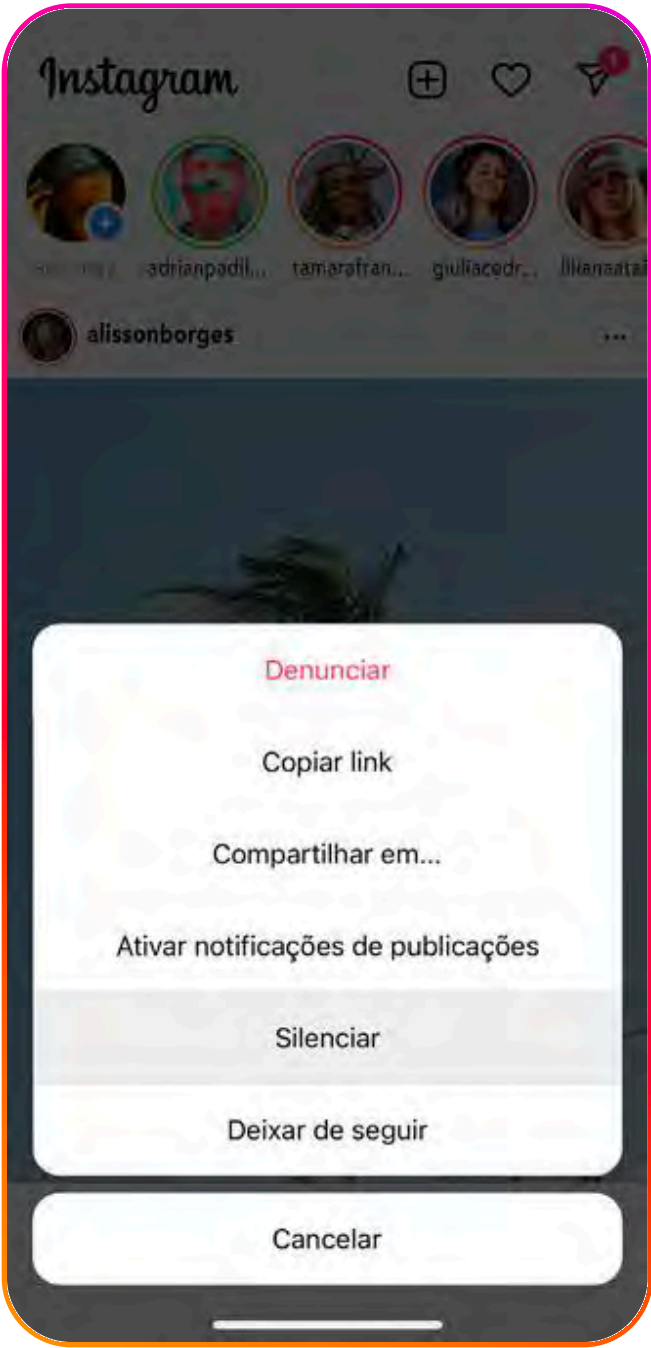 Instagram
1
adrianpadil...
tamarafran...
giuliacedr...
alissonborges
Denunciar
Copiar link
Compartilhar em...
Ativar notificações de publicações
Silenciar
Deixar de seguir
Cancelar